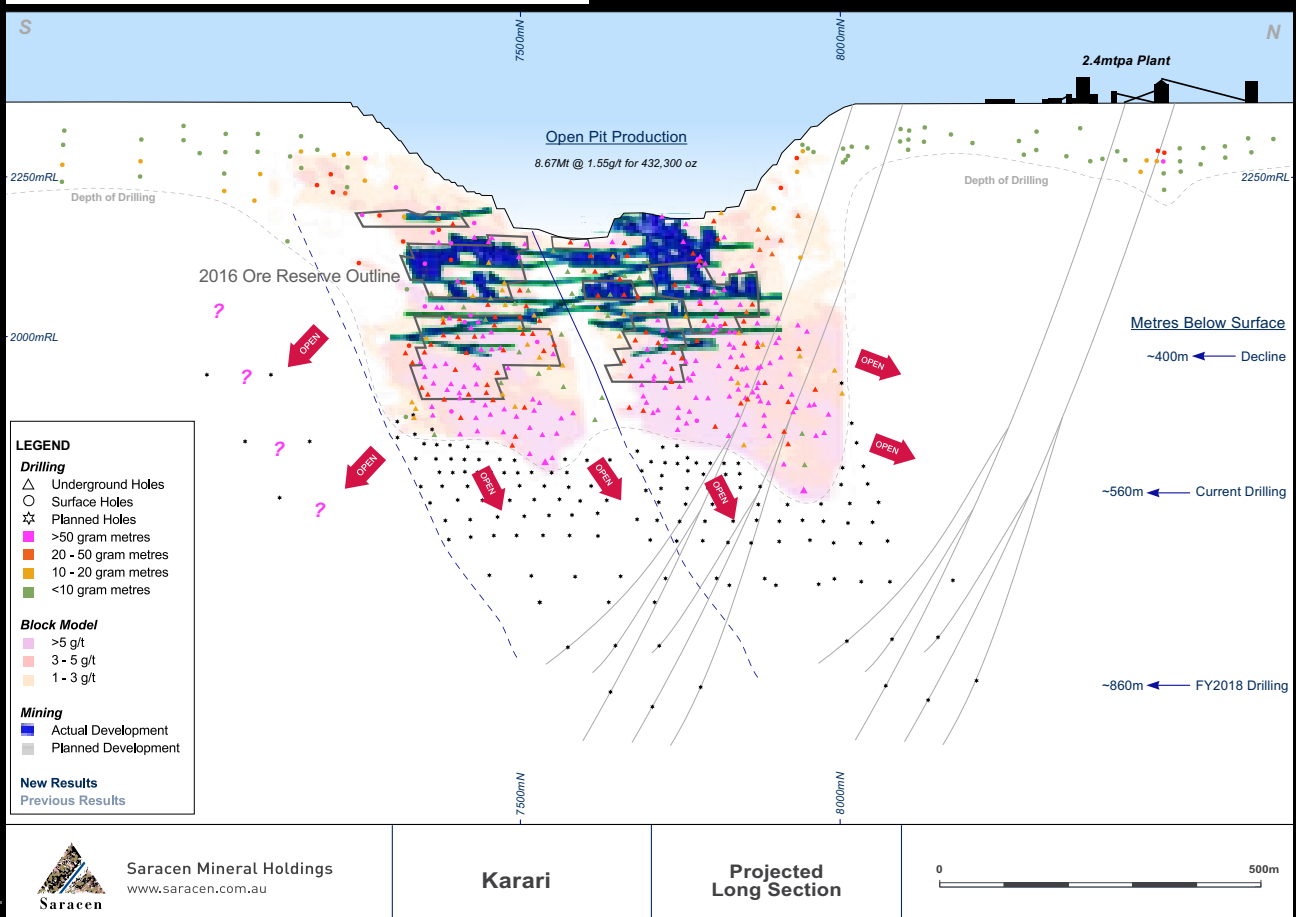 S
N
7500mN
8000mN
2.4mtpa Plant
Open Pit Production
8.67Mt @ 1.55g/t for 432,300 oz
2250mRL
2250mRL
Depth of Drilling
Depth of Drilling
2016 Ore Reserve Outline
?
2000mRL
Metres Below Surface
~400m
Decline
OPEN
OPEN
?
?
OPEN
OPEN
OPEN
OPEN
OPEN
~560m
Current Drilling
?
LEGEND
Drilling
Underground Holes
Surface Holes
Planned Holes
>50 gram metres
20 - 50 gram metres
10 - 20 gram metres
<10 gram metres
Block Model
>5 g/t
3 - 5 g/t
1 - 3 g/t
Mining
Actual Development
Planned Development
New Results
Previous Results
~860m
FY2018 Drilling
7500mN
8000mN
Saracen
Saracen Mineral Holdings
www.saracen.com.au
Karari
Projected
Long Section
0
500m